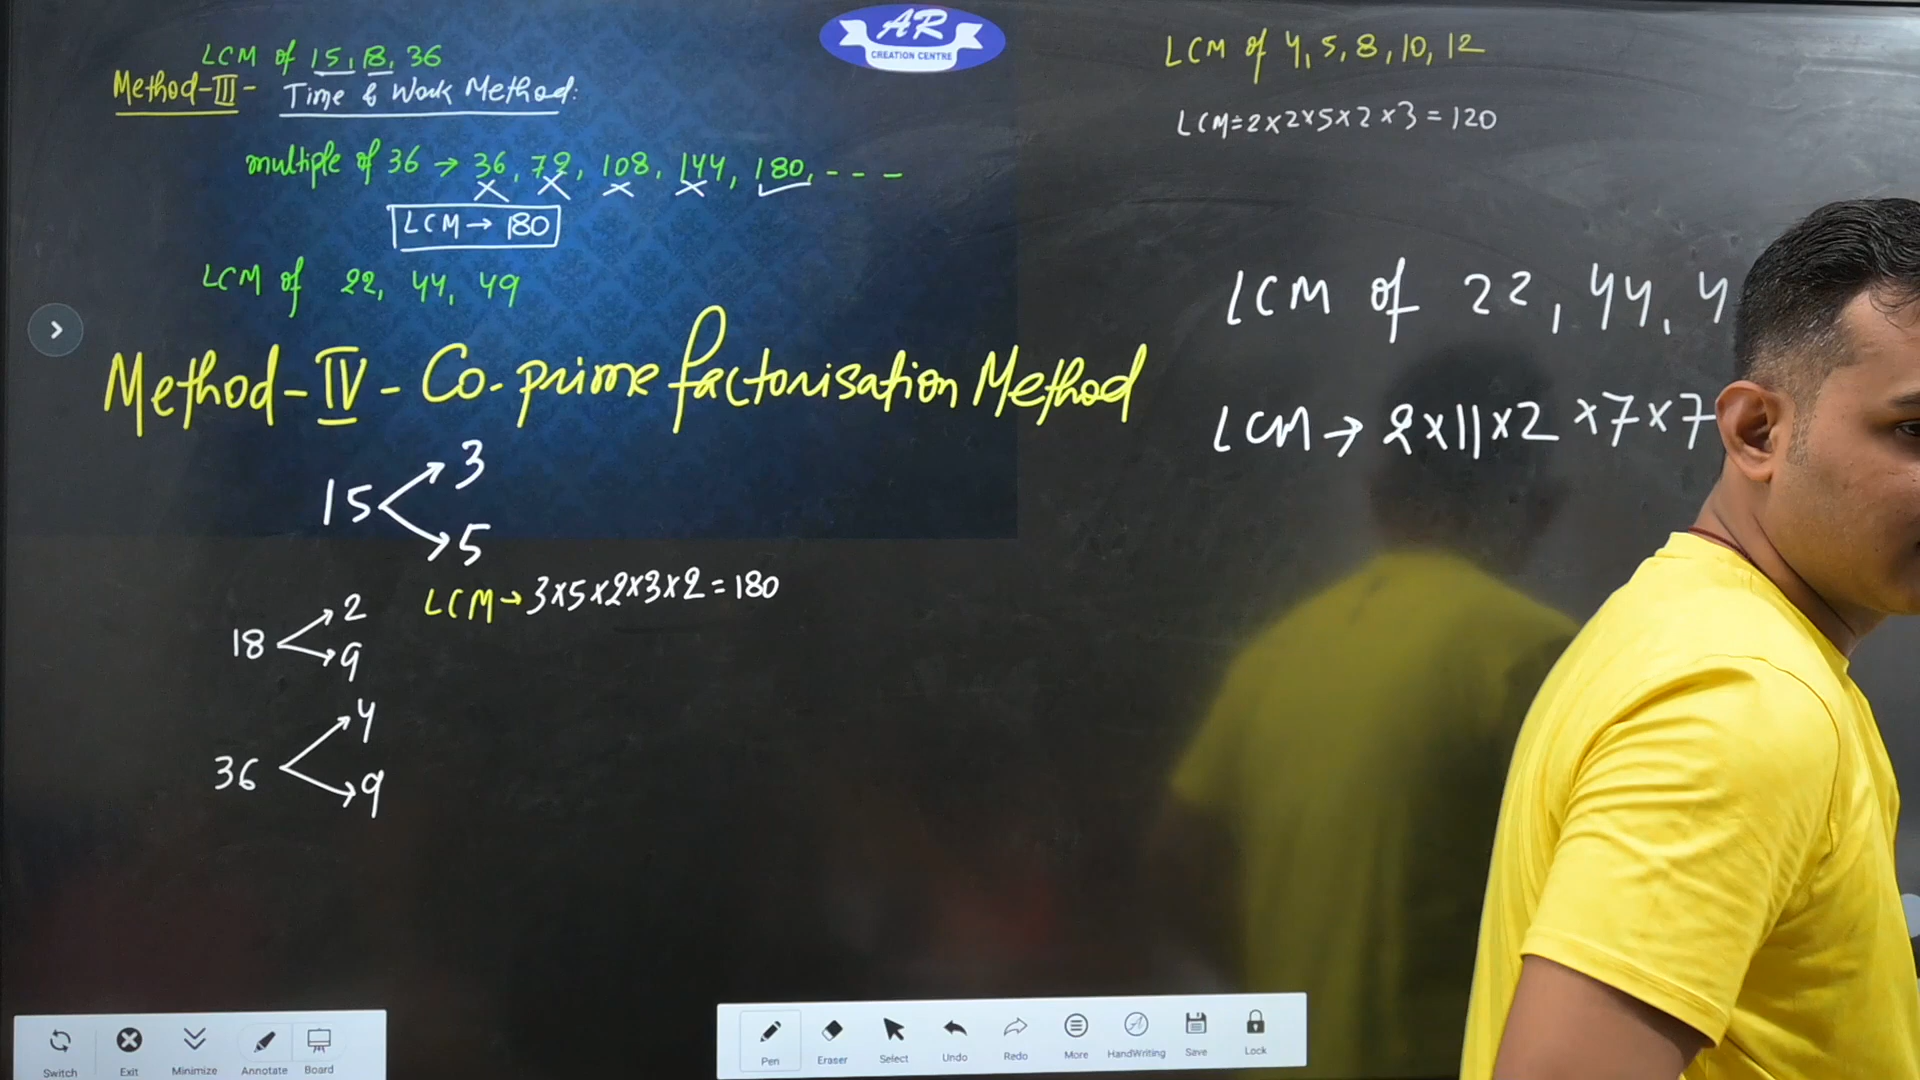 LCM of 15, 18, 36
Method-III- Time & Work Method:
multiple of 36 → 36, 72, 108, 144, 180, - - -
LCM → 180
LCM of 22, 44, 49
Method-IV- Co-prime factorisation Method
15
3
5
LCM → 3×5×2×3×2=180
18
2
9
36
4
9
AR
CREATION CENTRE
LCM of 4, 5, 8, 10, 12
LCM=2×2×5×2×3=120
LCM of 22, 44, 4
LCM → 2×11×2×7×7
Switch
Exit
Minimize
Annotate
Board
Pen
Eraser
Select
Undo
Redo
More
HandWriting
Save
Lock